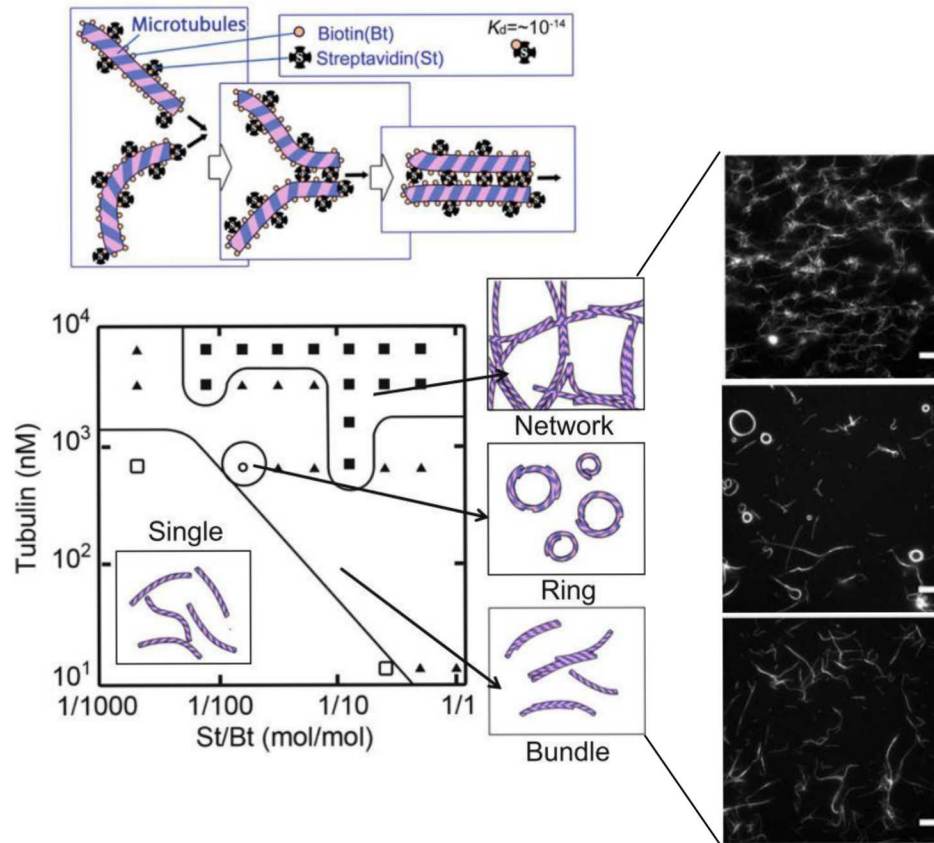 Microtubules
Biotin(Bt)
Streptavidin(St)
Kd=~10-14
S
Network
Ring
Bundle
Single
Tubulin (nM)
10⁴
10³
10²
10¹
1/1000
1/100
1/10
1/1
St/Bt (mol/mol)